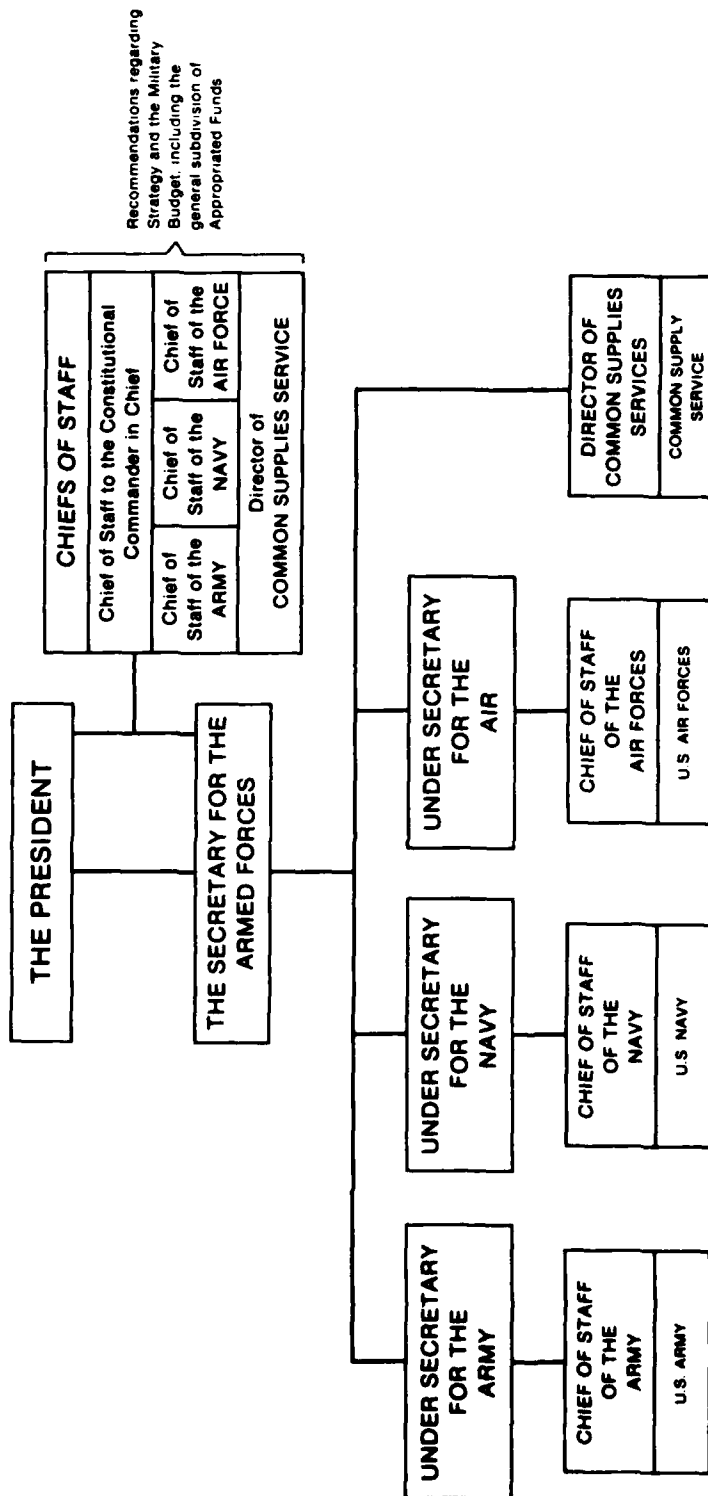 THE PRESIDENT
CHIEFS OF STAFF
Chief of Staff to the Constitutional
Commander in Chief
Chief of
Staff of the
ARMY
Chief of
Staff of the
NAVY
Chief of
Staff of the
AIR FORCE
Director of
COMMON SUPPLIES SERVICE
Recommendations regarding
Strategy and the Military
Budget, including the
general subdivision of
Appropriated Funds
THE SECRETARY FOR THE
ARMED FORCES
UNDER SECRETARY
FOR THE
ARMY
UNDER SECRETARY
FOR THE
NAVY
UNDER SECRETARY
FOR THE
AIR
CHIEF OF STAFF
OF THE
ARMY
U.S. ARMY
CHIEF OF STAFF
OF THE
NAVY
U.S NAVY
CHIEF OF STAFF
OF THE
AIR FORCES
U.S AIR FORCES
DIRECTOR OF
COMMON SUPPLIES
SERVICES
COMMON SUPPLY
SERVICE